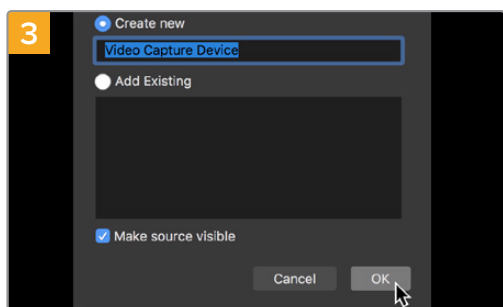 3
Create new
Video Capture Device
Add Existing
Make source visible
Cancel OK